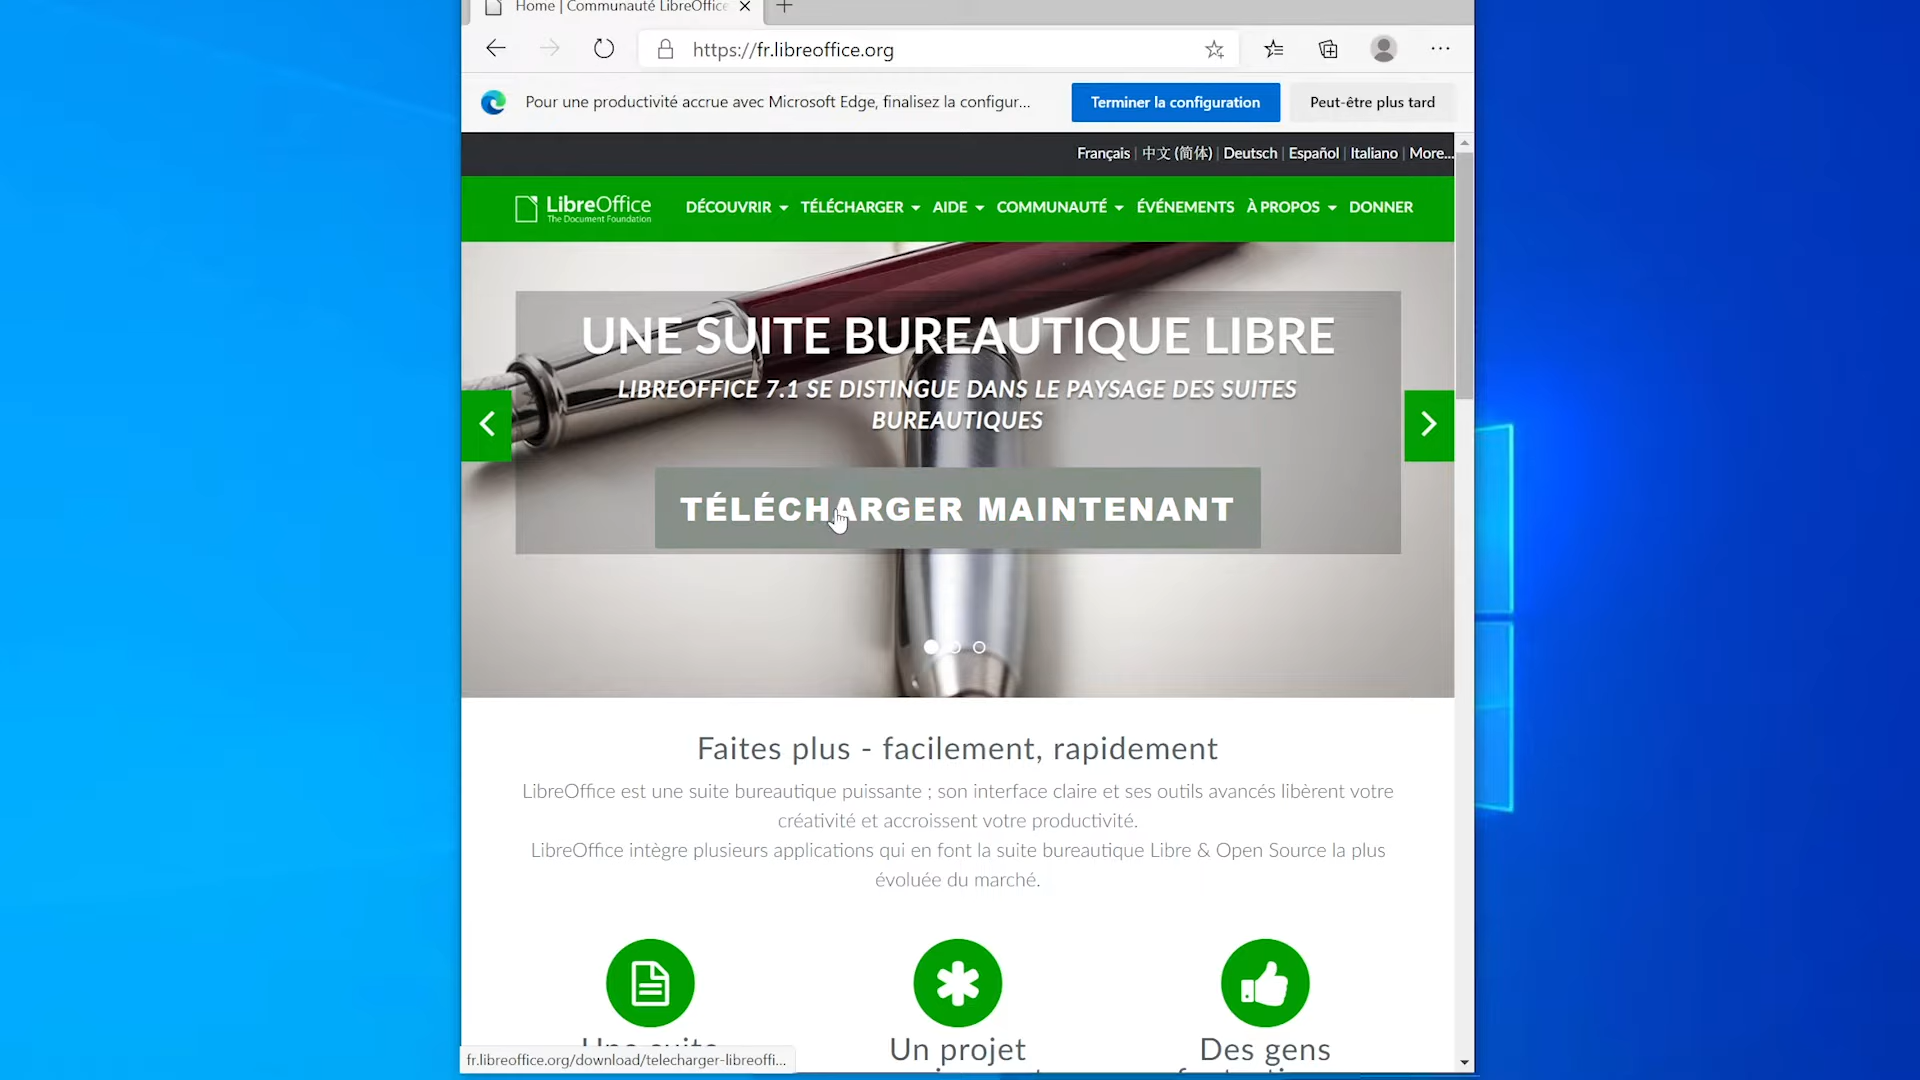 Home | Communauté LibreOffice
https://fr.libreoffice.org
Pour une productivité accrue avec Microsoft Edge, finalisez la configur...
Terminer la configuration
Peut-être plus tard
Français | 中文 (简体) | Deutsch | Español | Italiano | More...
LibreOffice
The Document Foundation
DÉCOUVRIR TÉLÉCHARGER AIDE COMMUNAUTÉ ÉVÉNEMENTS À PROPOS DONNER
UNE SUITE BUREAUTIQUE LIBRE
LIBREOFFICE 7.1 SE DISTINGUE DANS LE PAYSAGE DES SUITES
BUREAUTIQUES
TÉLÉCHARGER MAINTENANT
Faites plus - facilement, rapidement
LibreOffice est une suite bureautique puissante ; son interface claire et ses outils avancés libèrent votre
créativité et accroissent votre productivité.
LibreOffice intègre plusieurs applications qui en font la suite bureautique Libre & Open Source la plus
évoluée du marché.
Une suite
Un projet
Des gens
fr.libreoffice.org/download/telecharger-libreoffi...